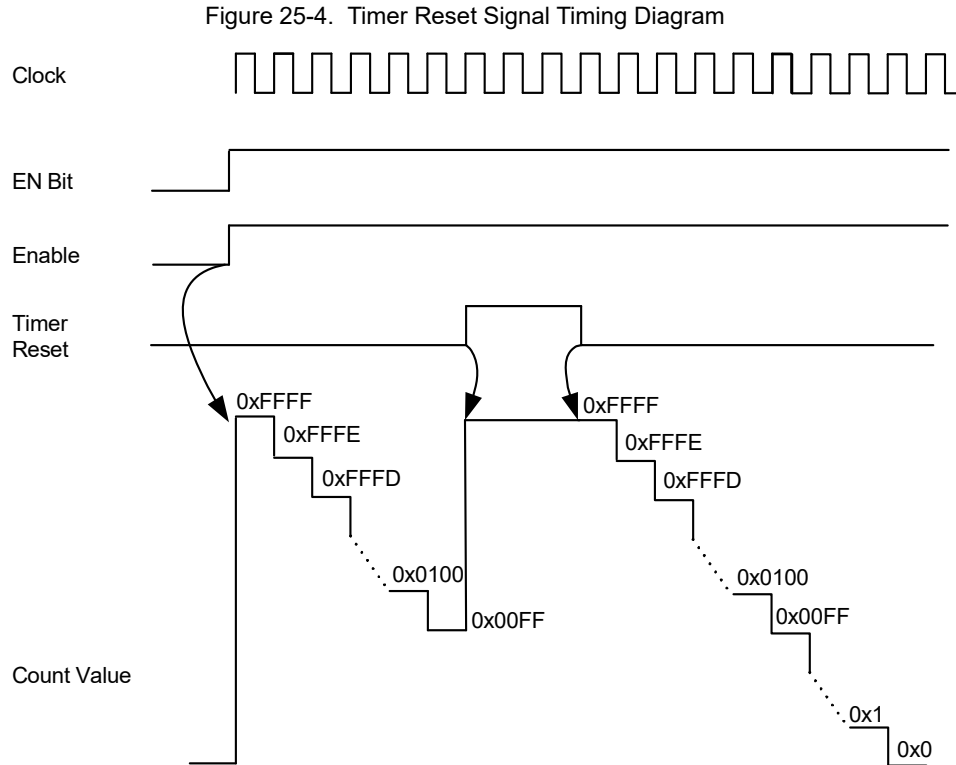 Figure 25-4. Timer Reset Signal Timing Diagram
Clock
EN Bit
Enable
Timer
Reset
0xFFFF
0xFFFE
0xFFFD
0x0100
0x00FF
0xFFFF
0xFFFE
0xFFFD
0x0100
0x00FF
0x1
0x0
Count Value